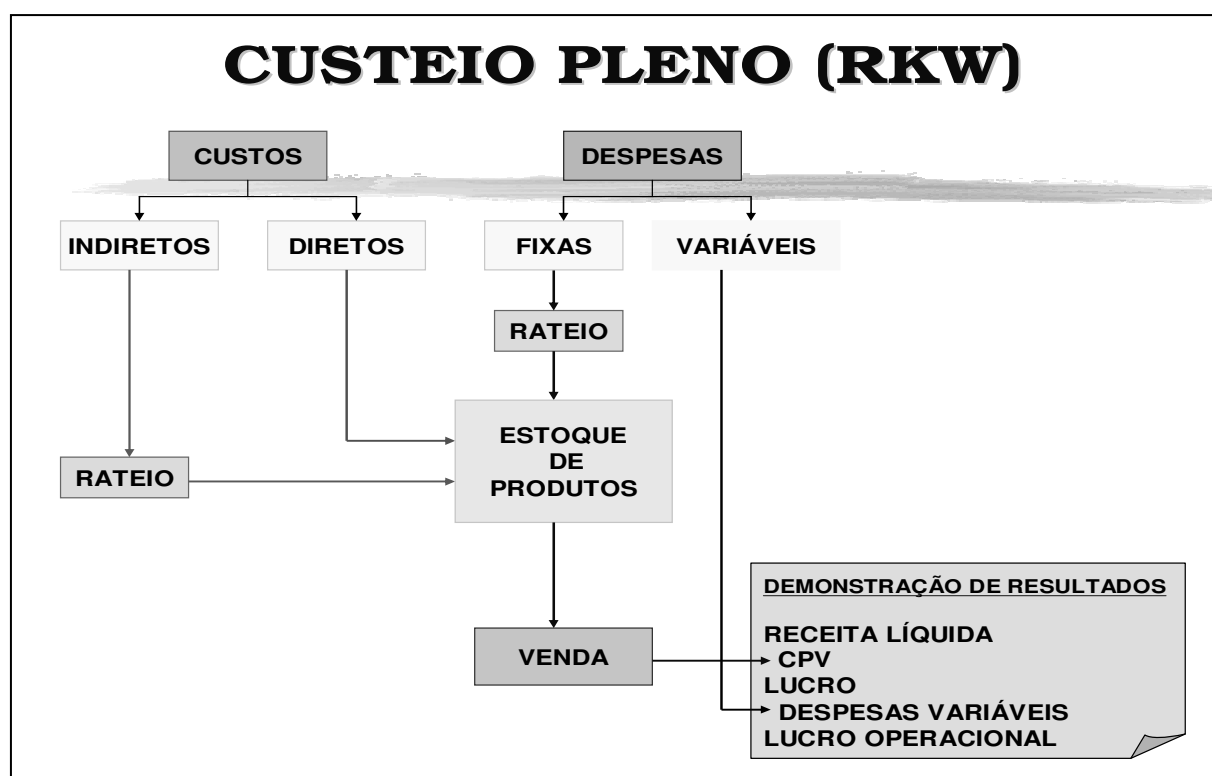 CUSTEIO PLENO (RKW)
CUSTOS
DESPESAS
INDIRETOS
DIRETOS
FIXAS
VARIÁVEIS
RATEIO
ESTOQUE
DE
PRODUTOS
RATEIO
VENDA
DEMONSTRAÇÃO DE RESULTADOS
RECEITA LÍQUIDA
CPV
LUCRO
DESPESAS VARIÁVEIS
LUCRO OPERACIONAL